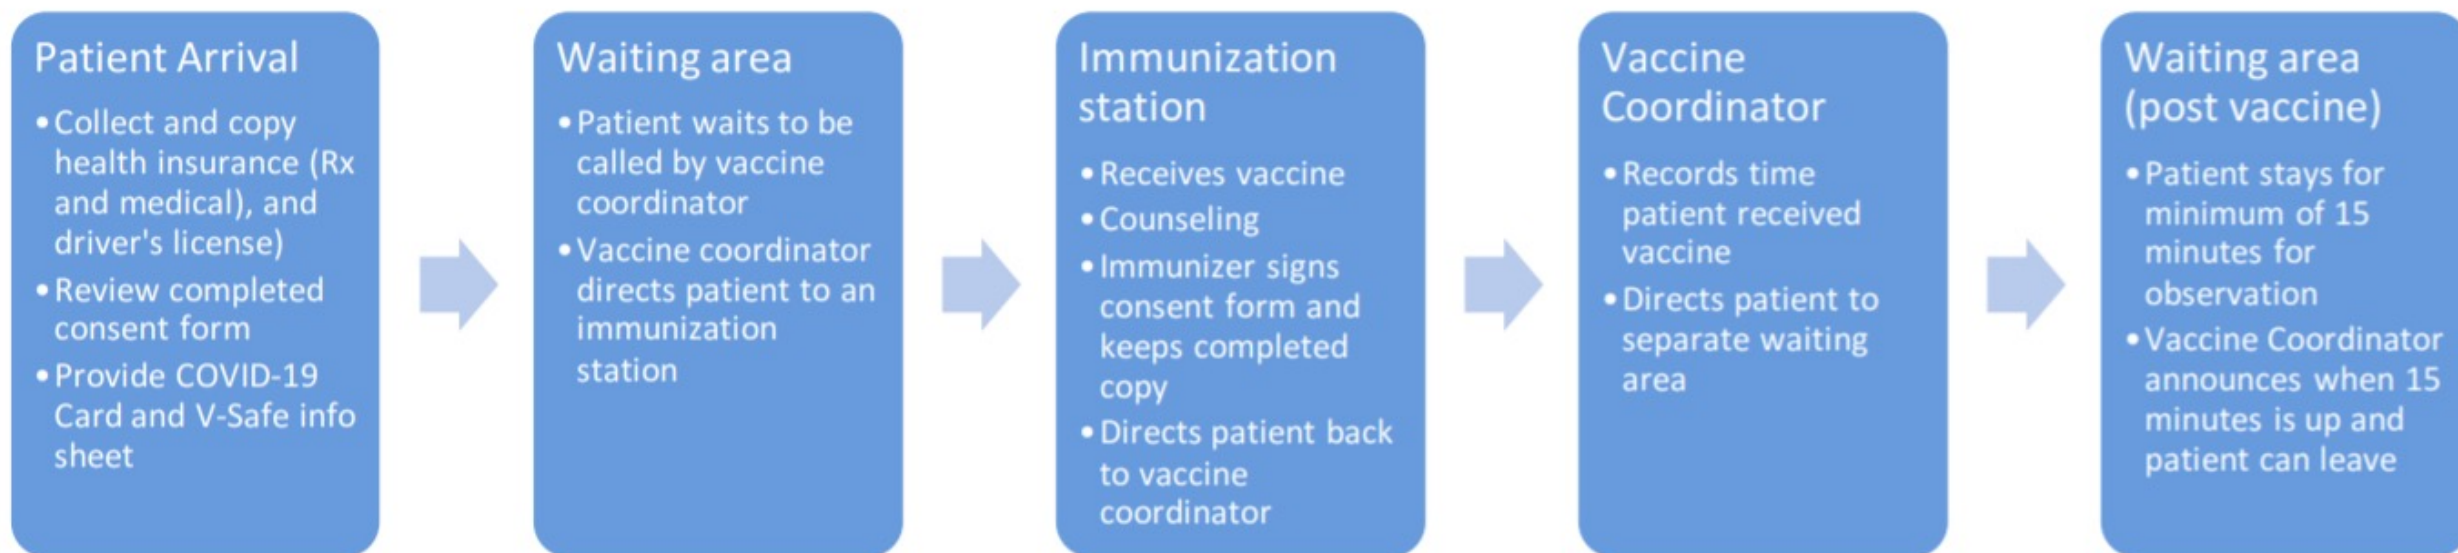 Patient Arrival
•Collect and copy
health insurance (Rx
and medical), and
driver's license)
•Review completed
consent form
•Provide COVID-19
Card and V-Safe info
sheet
Waiting area
•Patient waits to be
called by vaccine
coordinator
•Vaccine coordinator
directs patient to an
immunization
station
Immunization
station
•Receives vaccine
•Counseling
•Immunizer signs
consent form and
keeps completed
copy
•Directs patient back
to vaccine
coordinator
Vaccine
Coordinator
•Records time
patient received
vaccine
•Directs patient to
separate waiting
area
Waiting area
(post vaccine)
•Patient stays for
minimum of 15
minutes for
observation
•Vaccine Coordinator
announces when 15
minutes is up and
patient can leave